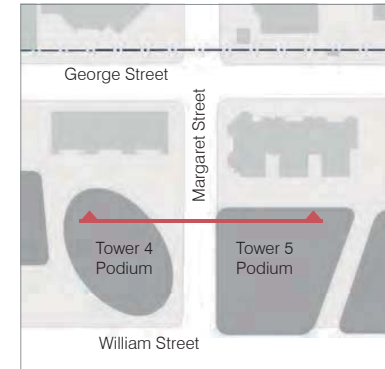 George Street
Margaret Street
Tower 4
Podium
Tower 5
Podium
William Street